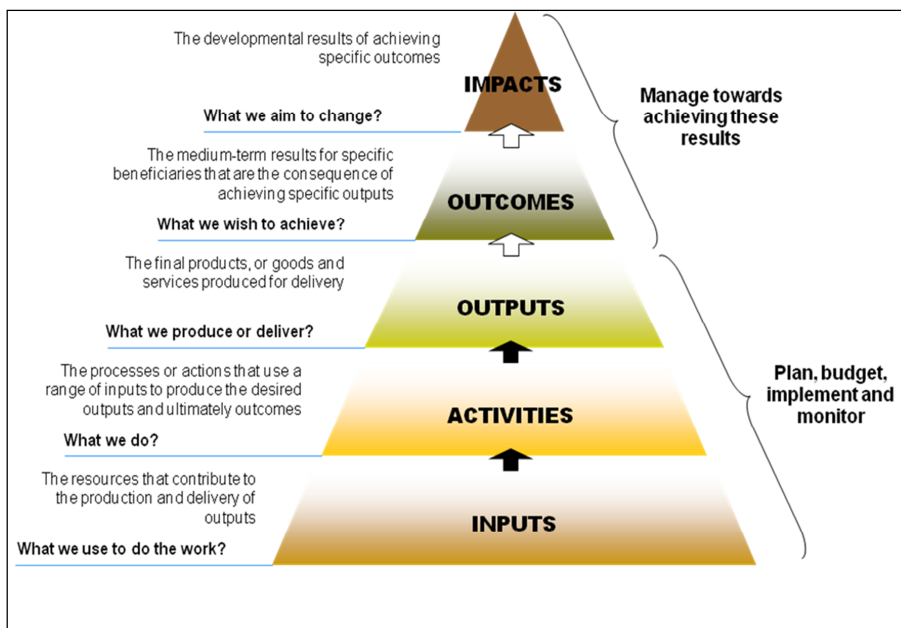 The developmental results of achieving
specific outcomes
IMPACTS
What we aim to change?
Manage towards
achieving these
results
The medium-term results for specific
beneficiaries that are the consequence of
achieving specific outputs
OUTCOMES
What we wish to achieve?
The final products, or goods and
services produced for delivery
OUTPUTS
What we produce or deliver?
The processes or actions that use a
range of inputs to produce the desired
outputs and ultimately outcomes
ACTIVITIES
What we do?
Plan, budget,
implement and
monitor
The resources that contribute to
the production and delivery of
outputs
INPUTS
What we use to do the work?